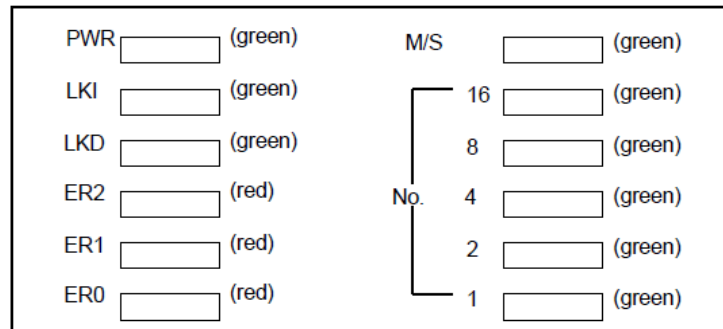 PWR (green) M/S (green)
LKI (green) 16 (green)
LKD (green) 8 (green)
ER2 (red) No. 4 (green)
ER1 (red) 2 (green)
ER0 (red) 1 (green)